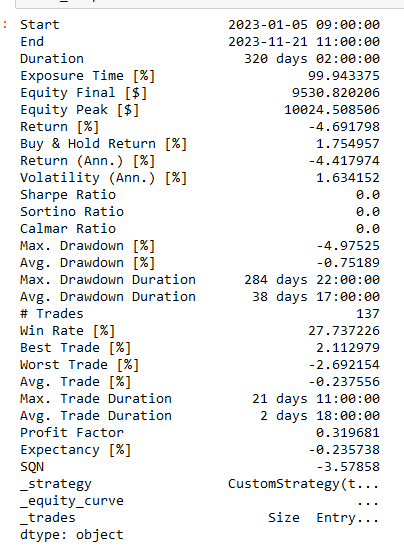 : Start 2023-01-05 09:00:00
End 2023-11-21 11:00:00
Duration 320 days 02:00:00
Exposure Time [%] 99.943375
Equity Final [$] 9530.820206
Equity Peak [$] 10024.508506
Return [%] -4.691798
Buy & Hold Return [%] 1.754957
Return (Ann.) [%] -4.417974
Volatility (Ann.) [%] 1.634152
Sharpe Ratio 0.0
Sortino Ratio 0.0
Calmar Ratio 0.0
Max. Drawdown [%] -4.97525
Avg. Drawdown [%] -0.75189
Max. Drawdown Duration 284 days 22:00:00
Avg. Drawdown Duration 38 days 17:00:00
# Trades 137
Win Rate [%] 27.737226
Best Trade [%] 2.112979
Worst Trade [%] -2.692154
Avg. Trade [%] -0.237556
Max. Trade Duration 21 days 11:00:00
Avg. Trade Duration 2 days 18:00:00
Profit Factor 0.319681
Expectancy [%] -0.235738
SQN -3.57858
_strategy CustomStrategy(t...
_equity_curve ...
_trades Size Entry...
dtype: object